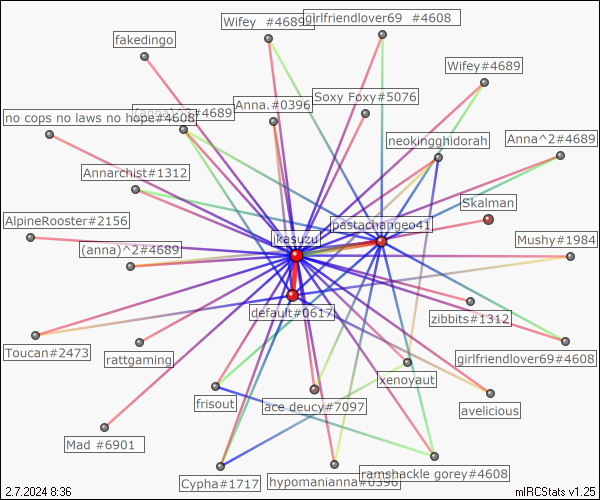 Wifey #4689
girlfriendlover69 #4608
fakedingo
Wifey#4689
Soxy Foxy#5076
Anna.#0396
no cops no laws no hope#4608
(anna)^2#4689
neokingghidorah
Anna^2#4689
Annarchist#1312
Skalman
AlpineRooster#2156
pastachangeo41
ikasuzu
Mushy#1984
(anna)^2#4689
default#0617
zibbits#1312
Toucan#2473
rattgaming
girlfriendlover69#4608
xenoyaut
frisout
ace deucy#7097
avelicious
Mad #6901
ramshackle gorey#4608
Cypha#1717
hypomanianna#0396
2.7.2024 8:36
mIRCStats v1.25